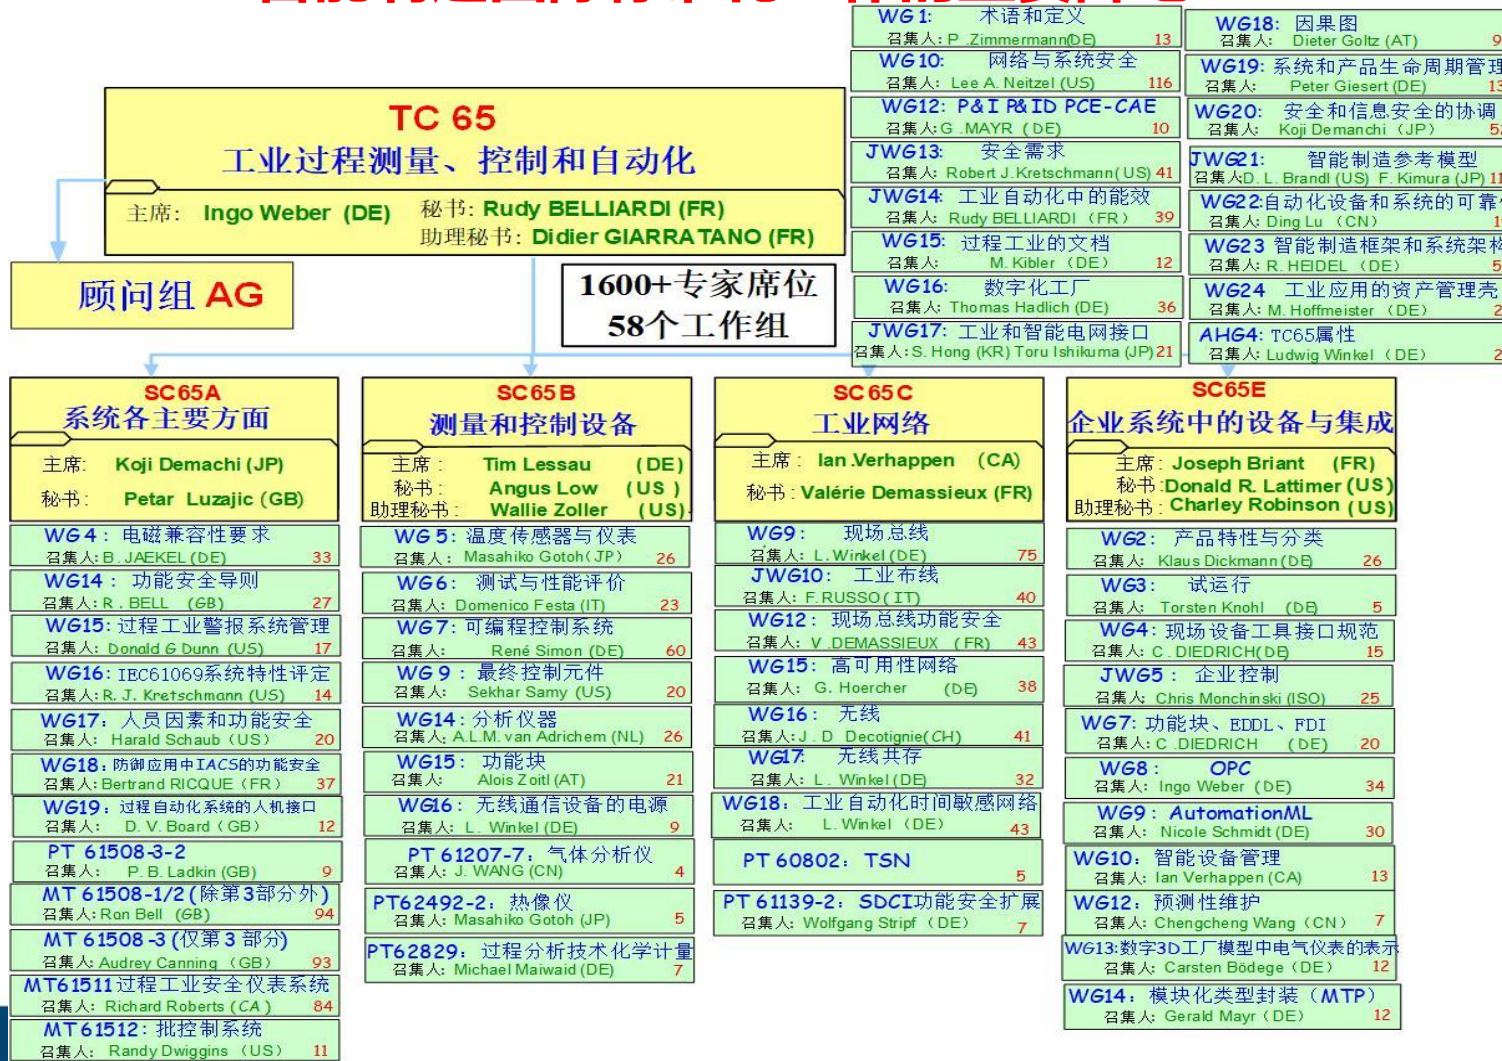 TC 65
工业过程测量、控制和自动化
主席: Ingo Weber (DE)
秘书: Rudy BELLIARDI (FR)
助理秘书: Didier GIARRATANO (FR)
顾问组 AG
1600+专家席位
58个工作组
WG 1: 术语和定义
召集人: P .Zimmermann(DE) 13
WG 10: 网络与系统安全
召集人: Lee A. Neitzel (US) 116
WG12: P&I P&ID PCE-CAE
召集人:G .MAYR (DE) 10
JWG13: 安全需求
召集人: Robert J.Kretschmann(US) 41
JWG14: 工业自动化中的能效
召集人: Rudy BELLIARDI (FR) 39
WG15: 过程工业的文档
召集人: M. Kibler (DE) 12
WG16: 数字化工厂
召集人: Thomas Hadlich (DE) 36
JWG17: 工业和智能电网接口
召集人:S. Hong (KR) Toru Ishikuma (JP)21
WG18: 因果图
召集人: Dieter Goltz (AT) 9
WG19: 系统和产品生命周期管理
召集人: Peter Giesert (DE)
WG20: 安全和信息安全的协调
召集人: Koji Demanchi (JP)
JWG21: 智能制造参考模型
召集人:D. L. Brandl (US) F. Kimura (JP)
WG22:自动化设备和系统的可靠
召集人: Ding Lu (CN)
WG23 智能制造框架和系统架构
召集人: R. HEIDEL (DE)
WG24 工业应用的资产管理壳
召集人: M. Hoffmeister (DE)
AHG4: TC65属性
召集人: Ludwig Winkel (DE)
SC65A
系统各主要方面
主席: Koji Demachi (JP)
秘书: Petar Luzajic (GB)
WG 4: 电磁兼容性要求
召集人:B. JAEKEL (DE) 33
WG14: 功能安全导则
召集人: R . BELL (GB) 27
WG15: 过程工业警报系统管理
召集人: Donald G Dunn (US) 17
WG16: IEC61069系统特性评定
召集人:R. J. Kretschmann (US) 14
WG17: 人员因素和功能安全
召集人: Harald Schaub (US) 20
WG18: 防御应用中IACS的功能安全
召集人: Bertrand RICQUE (FR) 37
WG19: 过程自动化系统的人机接口
召集人: D. V. Board (GB) 12
PT 61508-3-2
召集人: P. B. Ladkin (GB) 9
MT 61508-1/2 (除第3部分外)
召集人: Ron Bell (GB) 94
MT 61508 -3 (仅第3 部分)
召集人: Audrey Canning (GB) 93
MT61511 过程工业安全仪表系统
召集人: Richard Roberts (CA ) 84
MT 61512: 批控制系统
召集人: Randy Dwiggins (US) 11
SC65B
测量和控制设备
主席: Tim Lessau (DE)
秘书: Angus Low (US )
助理秘书: Wallie Zoller (US)
WG 5: 温度传感器与仪表
召集人: Masahiko Gotoh(JP) 26
WG 6: 测试与性能评价
召集人: Domenico Festa (IT) 23
WG 7: 可编程控制系统
召集人: René Simon (DE) 60
WG 9 : 最终控制元件
召集人: Sekhar Samy (US) 20
WG14: 分析仪器
召集人: A.L.M. van Adrichem (NL) 26
WG15: 功能块
召集人: Alois Zoitl (AT) 21
WG16: 无线通信设备的电源
召集人: L. Winkel (DE) 9
PT 61207-7: 气体分析仪
召集人: J. WANG (CN) 4
PT62492-2: 热像仪
召集人: Masahiko Gotoh (JP) 5
PT62829: 过程分析技术化学计量
召集人: Michael Maiwaid (DE) 7
SC65C
工业网络
主席: Ian.Verhappen (CA)
秘书: Valérie Demassieux (FR)
WG9: 现场总线
召集人: L.Winkel(DE) 75
JWG10: 工业布线
召集人: F. RUSSO( IT) 40
WG12: 现场总线功能安全
召集人: V .DEMASSIEUX (FR) 43
WG15: 高可用性网络
召集人: G. Hoercher (DE) 38
WG16: 无线
召集人:J . D Decotignie(CH) 41
WG17: 无线共存
召集人: L. Winkel (DE) 32
WG18: 工业自动化时间敏感网络
召集人: L. Winkel (DE) 43
PT 60802: TSN
5
PT 61139-2: SDCI功能安全扩展
召集人: Wolfgang Stripf (DE) 7
SC65E
企业系统中的设备与集成
主席: Joseph Briant (FR)
秘书:Donald R. Lattimer (US)
助理秘书: Charley Robinson (US)
WG2: 产品特性与分类
召集人: Klaus Dickmann (DE) 26
WG3: 试运行
召集人: Torsten Knohl (DE) 5
WG4: 现场设备工具接口规范
召集人: C . DIEDRICH(DE) 15
JWG5: 企业控制
召集人: Chris Monchinski (ISO) 25
WG7: 功能块、EDDL、FDI
召集人: C .DIEDRICH (DE) 20
WG8: OPC
召集人: Ingo Weber (DE) 34
WG9: AutomationML
召集人: Nicole Schmidt (DE) 30
WG10: 智能设备管理
召集人: Ian Verhappen (CA) 13
WG12: 预测性维护
召集人: Chengcheng Wang (CN) 7
WG13:数字3D工厂模型中电气仪表的表示
召集人: Carsten Bödege (DE) 12
WG14: 模块化类型封装 (MTP)
召集人: Gerald Mayr (DE) 12